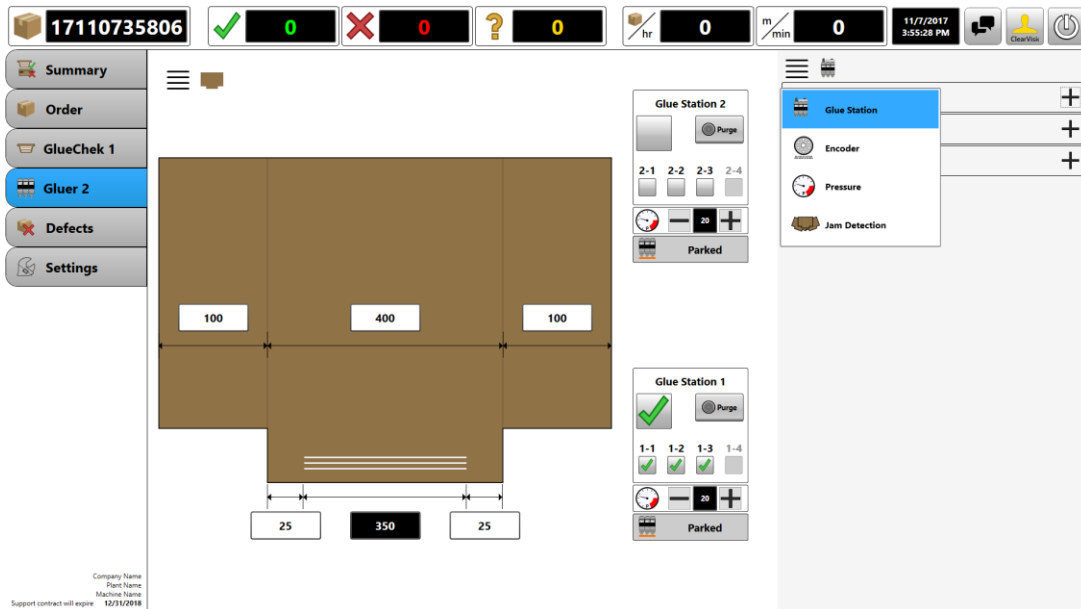 17110735806
0
0
0
hr
0
m/min
0
11/7/2017
3:55:28 PM
ClearVisio
Summary
Order
GlueChek 1
Gluer 2
Defects
Settings
100
400
100
25
350
25
Glue Station 2
Purge
2-1 2-2 2-3 2-4
20
Parked
Glue Station 1
Purge
1-1 1-2 1-3 1-4
20
Parked
Glue Station
Encoder
Pressure
Jam Detection
Company Name
Plant Name
Machine Name
Support contract will expire 12/31/2018